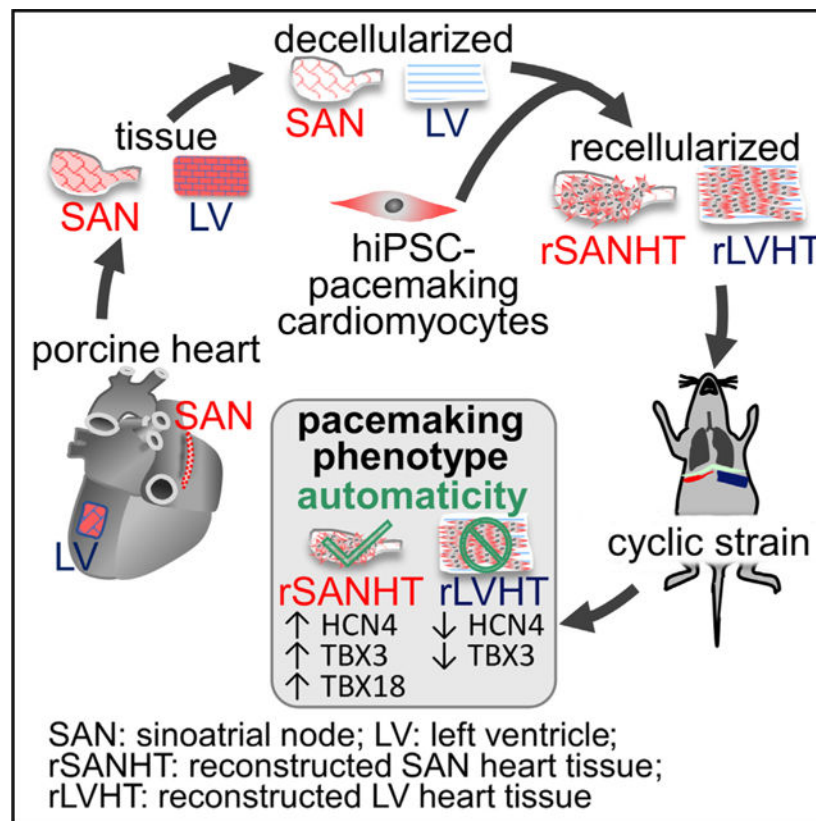 decellularized
SAN LV
tissue
SAN LV
recellularized
rSANHT rLVHT
hiPSC-
pacemaking
cardiomyocytes
porcine heart
SAN
LV
cyclic strain
pacemaking
phenotype
automaticity
rSANHT rLVHT
↑ HCN4 ↓ HCN4
↑ TBX3 ↓ TBX3
↑ TBX18
SAN: sinoatrial node; LV: left ventricle;
rSANHT: reconstructed SAN heart tissue;
rLVHT: reconstructed LV heart tissue